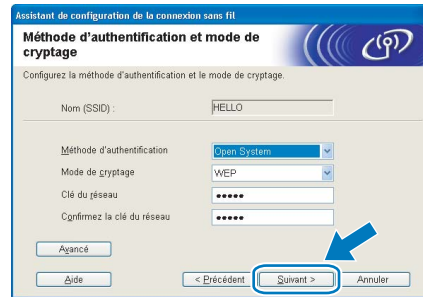 Assistant de configuration de la connexion sans fil
Méthode d'authentification et mode de
cryptage
Configurez la méthode d'authentification et le mode de cryptage.
Nom (SSID) : HELLO
Méthode d'authentification Open System
Mode de cryptage WEP
Clé du réseau •••••
Confirmez la clé du réseau •••••
Avancé
Aide < Précédent Suivant > Annuler